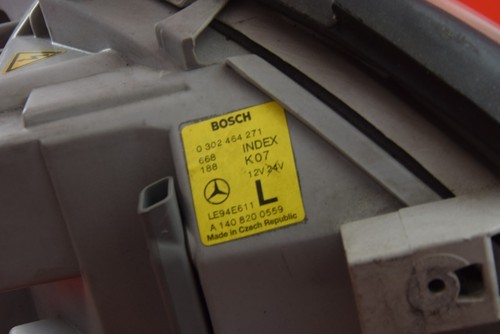 BOSCH
0 302 464 271
668 INDEX
188 K07
12V 24V
LE94E611 L
A 140 820 0559
Made in Czech Republic